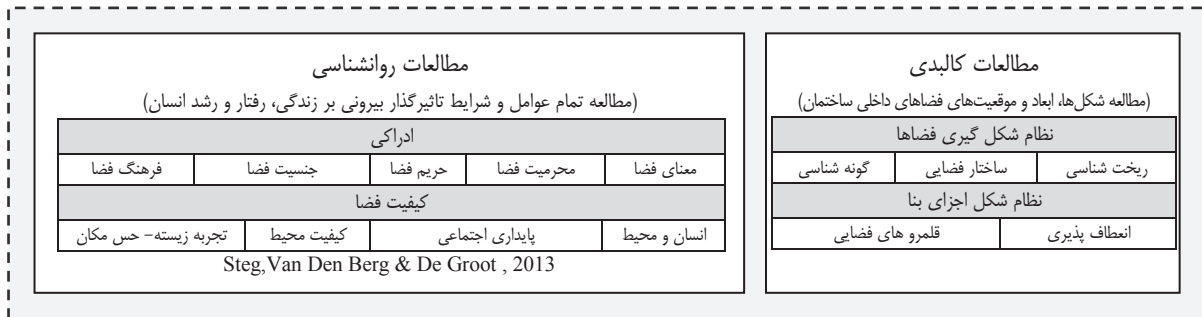 مطالعات کالبدی
(مطالعه شکل‌ها، ابعاد و موقعیت‌های فضاهای داخلی ساختمان)
نظام شکل گیری فضاها
ریخت شناسی ساختار فضایی گونه شناسی
نظام شکل اجزای بنا
انعطاف پذیری قلمرو های فضایی
مطالعات روانشناسی
(مطالعه تمام عوامل و شرایط تاثیرگذار بیرونی بر زندگی، رفتار و رشد انسان)
ادراکی
معنای فضا محرمیت فضا حریم فضا جنسیت فضا فرهنگ فضا
کیفیت فضا
انسان و محیط پایداری اجتماعی کیفیت محیط تجربه زیسته- حس مکان
Steg,Van Den Berg & De Groot , 2013